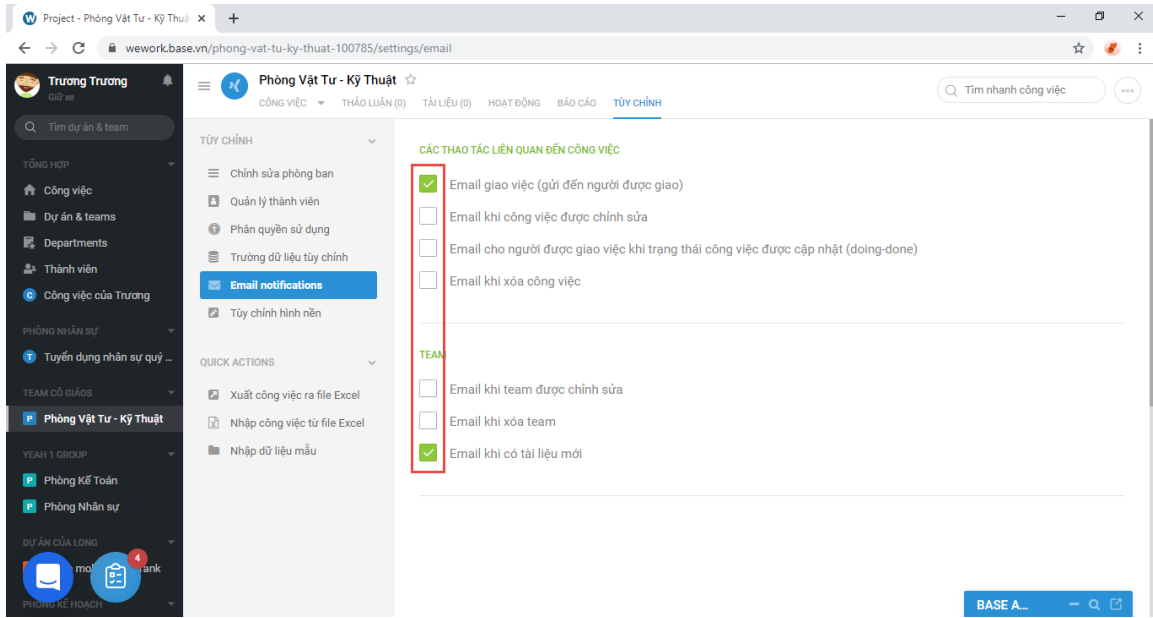 Project - Phòng Vật Tư - Kỹ Thuậ
wework.base.vn/phong-vat-tu-ky-thuat-100785/settings/email
Trương Trương
Giữ xe
Tìm dự án & team
TỔNG HỢP
Công việc
Dự án & teams
Departments
Thành viên
C Công việc của Trương
PHÒNG NHÂN SỰ
T Tuyển dụng nhân sự quý ...
TEAM CÔ GIÁOS
P Phòng Vật Tư - Kỹ Thuật
YEAH 1 GROUP
P Phòng Kế Toán
P Phòng Nhân sự
DỰ ÁN CỦA LONG
4
PHÒNG KẾ HOẠCH
Phòng Vật Tư - Kỹ Thuật
CÔNG VIỆC THẢO LUẬN (0) TÀI LIỆU (0) HOẠT ĐỘNG BÁO CÁO TÙY CHỈNH
Tìm nhanh công việc
TÙY CHỈNH
Chỉnh sửa phòng ban
Quản lý thành viên
Phân quyền sử dụng
Trường dữ liệu tùy chỉnh
Email notifications
Tùy chỉnh hình nền
QUICK ACTIONS
Xuất công việc ra file Excel
Nhập công việc từ file Excel
Nhập dữ liệu mẫu
CÁC THAO TÁC LIÊN QUAN ĐẾN CÔNG VIỆC
Email giao việc (gửi đến người được giao)
Email khi công việc được chỉnh sửa
Email cho người được giao việc khi trạng thái công việc được cập nhật (doing-done)
Email khi xóa công việc
TEAM
Email khi team được chỉnh sửa
Email khi xóa team
Email khi có tài liệu mới
BASE A...